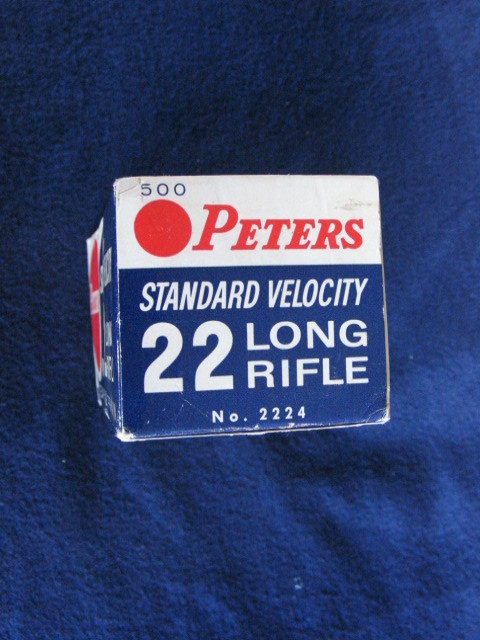 500
PETERS
STANDARD VELOCITY
22 LONG
RIFLE
No. 2224